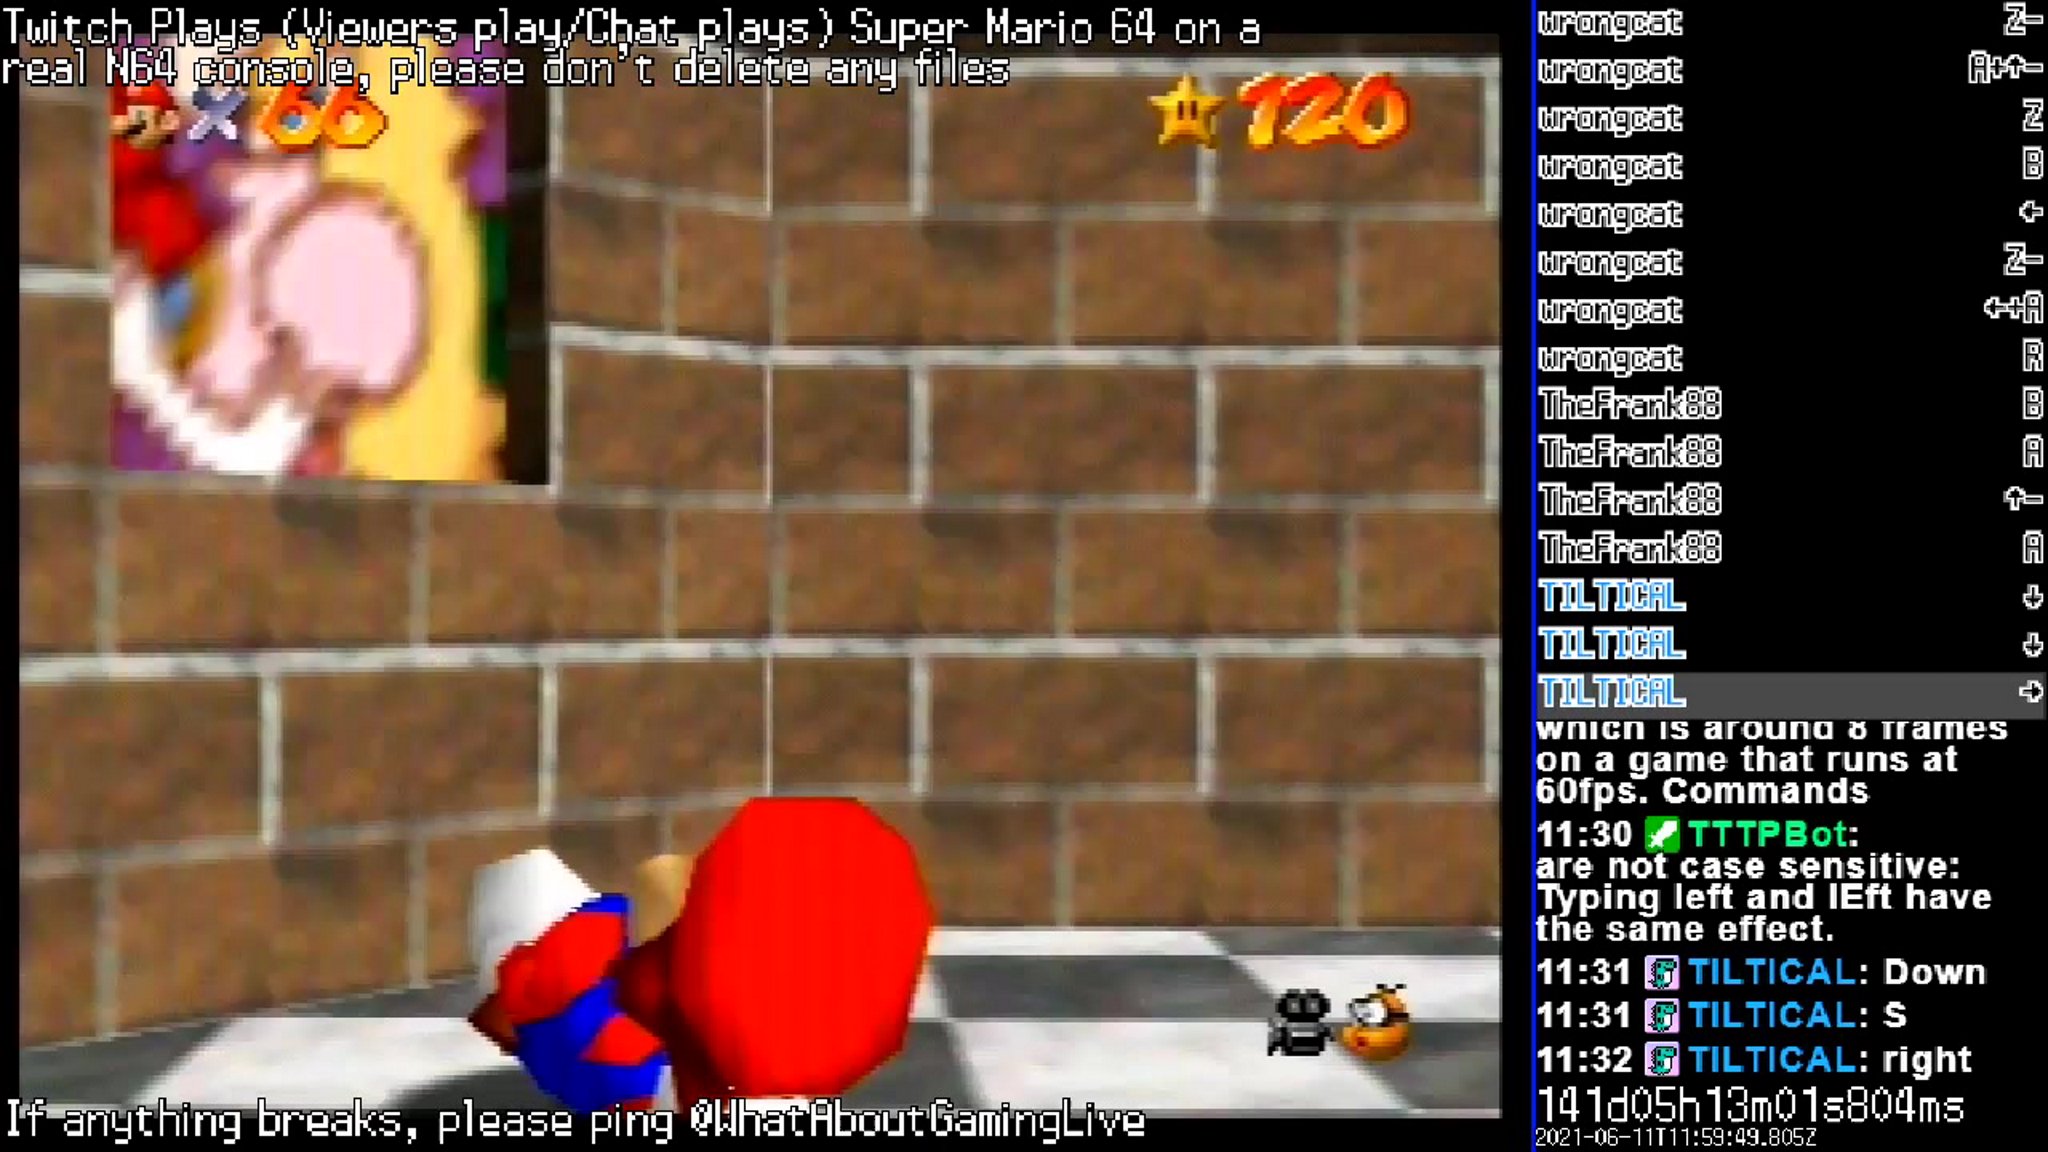 Twitch Plays (Viewers play/Chat plays) Super Mario 64 on a
real N64 console, please don't delete any files
× 66
120
wrongcat Z-
wrongcat A+↑-
wrongcat Z
wrongcat B
wrongcat ←
wrongcat Z-
wrongcat ←+A
wrongcat R
TheFrank88 B
TheFrank88 A
TheFrank88 ↑-
TheFrank88 A
TILTICAL ↓
TILTICAL ↓
TILTICAL →
which is around 8 frames
on a game that runs at
60fps. Commands
11:30 TTTPBot:
are not case sensitive:
Typing left and lEft have
the same effect.
11:31 TILTICAL: Down
11:31 TILTICAL: S
11:32 TILTICAL: right
141d05h13m01s804ms
2021-06-11T11:59:49.805Z
If anything breaks, please ping @WhatAboutGamingLive